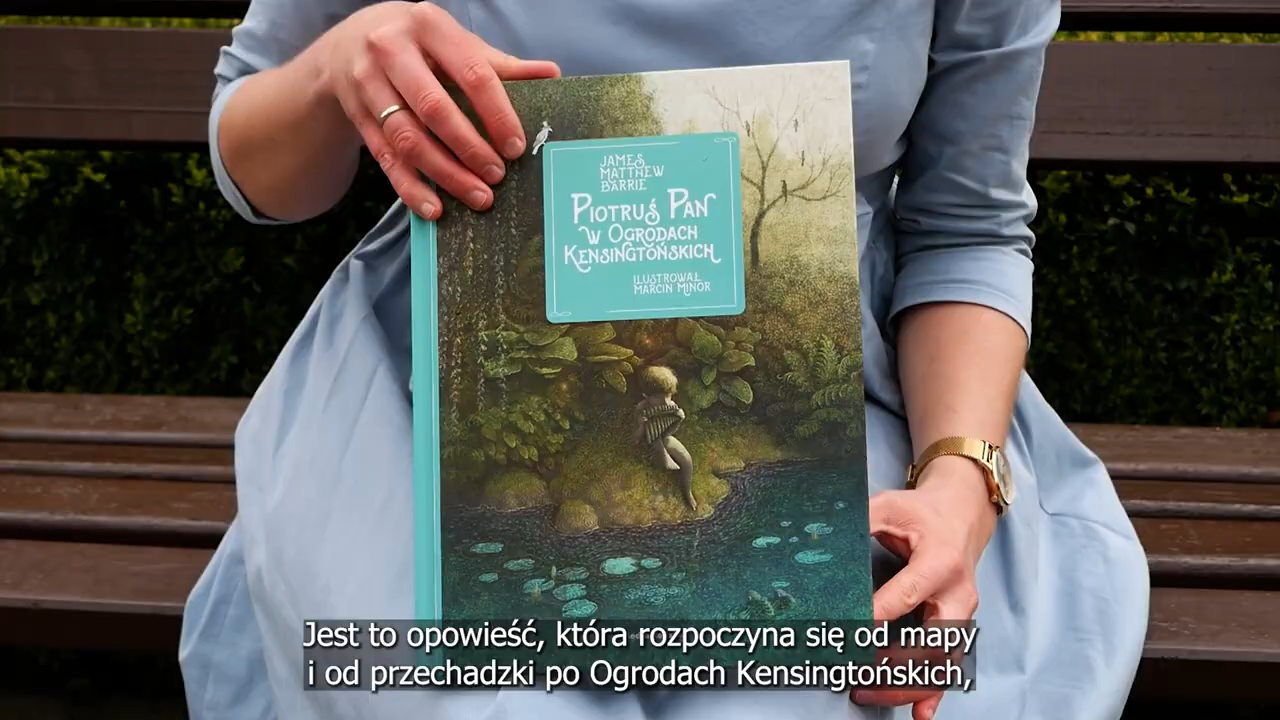 JAMES
MATTHEW
BARRIE
PIOTRUŚ PAN
W OGRODACH
KENSINGTOŃSKICH
ILUSTROWAŁ
MARCIN MINOR
Jest to opowieść, która rozpoczyna się od mapy
i od przechadzki po Ogrodach Kensingtońskich,